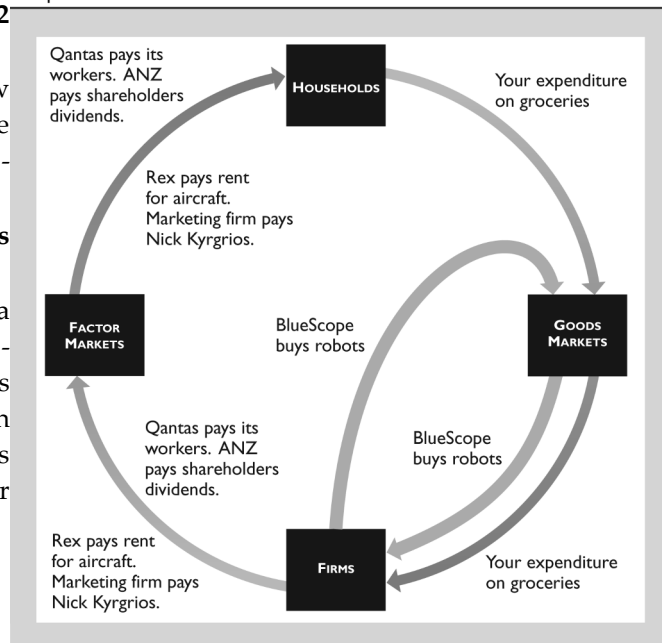 Qantas pays its
workers. ANZ
pays shareholders
dividends.
HOUSEHOLDS
Your expenditure
on groceries
Rex pays rent
for aircraft.
Marketing firm pays
Nick Kyrgrios.
FACTOR
MARKETS
BlueScope
buys robots
GOODS
MARKETS
Qantas pays its
workers. ANZ
pays shareholders
dividends.
BlueScope
buys robots
Rex pays rent
for aircraft.
Marketing firm pays
Nick Kyrgrios.
FIRMS
Your expenditure
on groceries